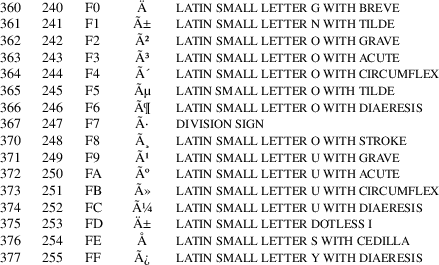 360 240 F0 Ä LATIN SMALL LETTER G WITH BREVE
361 241 F1 Ã± LATIN SMALL LETTER N WITH TILDE
362 242 F2 Ã² LATIN SMALL LETTER O WITH GRAVE
363 243 F3 Ã³ LATIN SMALL LETTER O WITH ACUTE
364 244 F4 Ã´ LATIN SMALL LETTER O WITH CIRCUMFLEX
365 245 F5 Ãµ LATIN SMALL LETTER O WITH TILDE
366 246 F6 Ã¶ LATIN SMALL LETTER O WITH DIAERESIS
367 247 F7 Ã· DIVISION SIGN
370 248 F8 Ã¸ LATIN SMALL LETTER O WITH STROKE
371 249 F9 Ã¹ LATIN SMALL LETTER U WITH GRAVE
372 250 FA Ãº LATIN SMALL LETTER U WITH ACUTE
373 251 FB Ã» LATIN SMALL LETTER U WITH CIRCUMFLEX
374 252 FC Ã¼ LATIN SMALL LETTER U WITH DIAERESIS
375 253 FD Ä± LATIN SMALL LETTER DOTLESS I
376 254 FE Å LATIN SMALL LETTER S WITH CEDILLA
377 255 FF Ã¿ LATIN SMALL LETTER Y WITH DIAERESIS